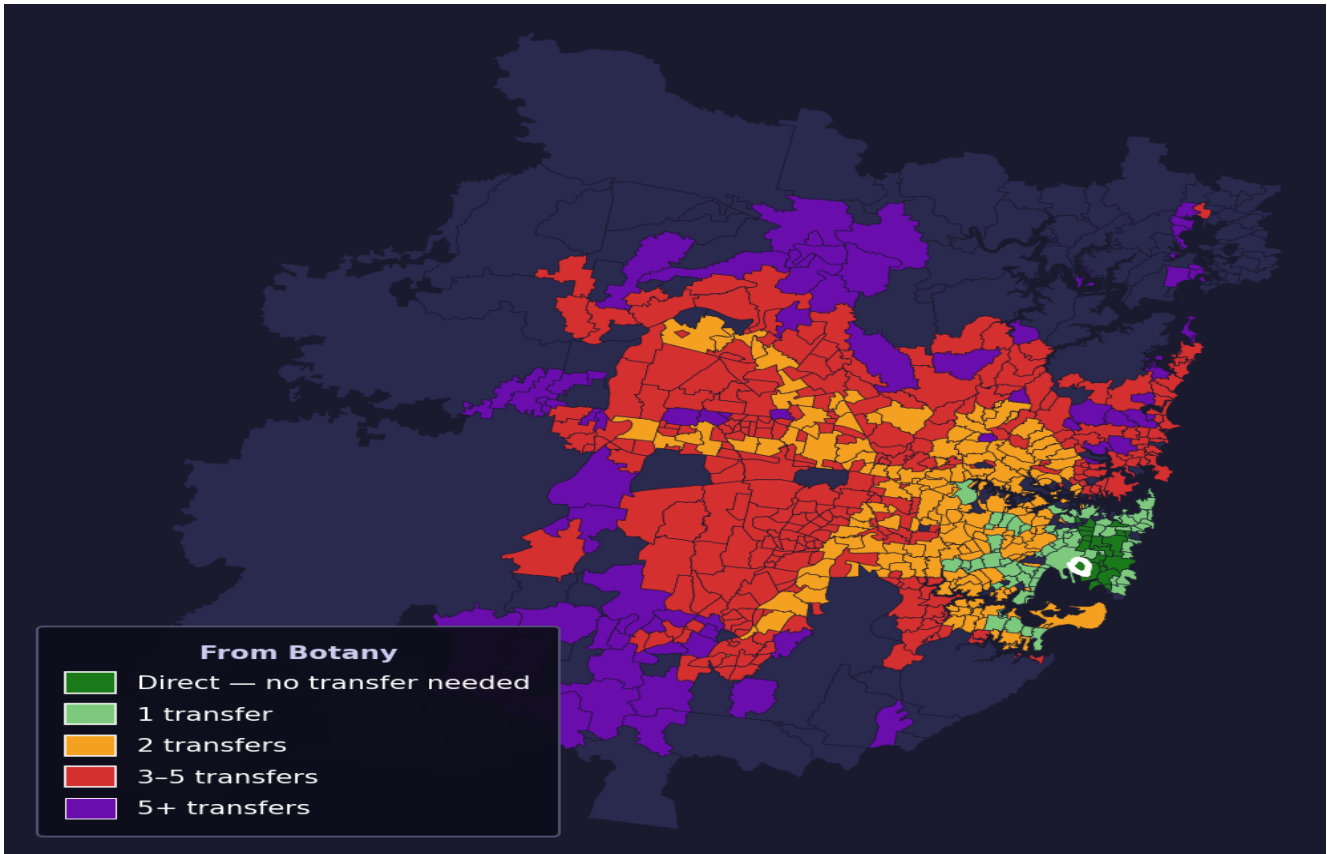 From Botany
Direct — no transfer needed
1 transfer
2 transfers
3–5 transfers
5+ transfers